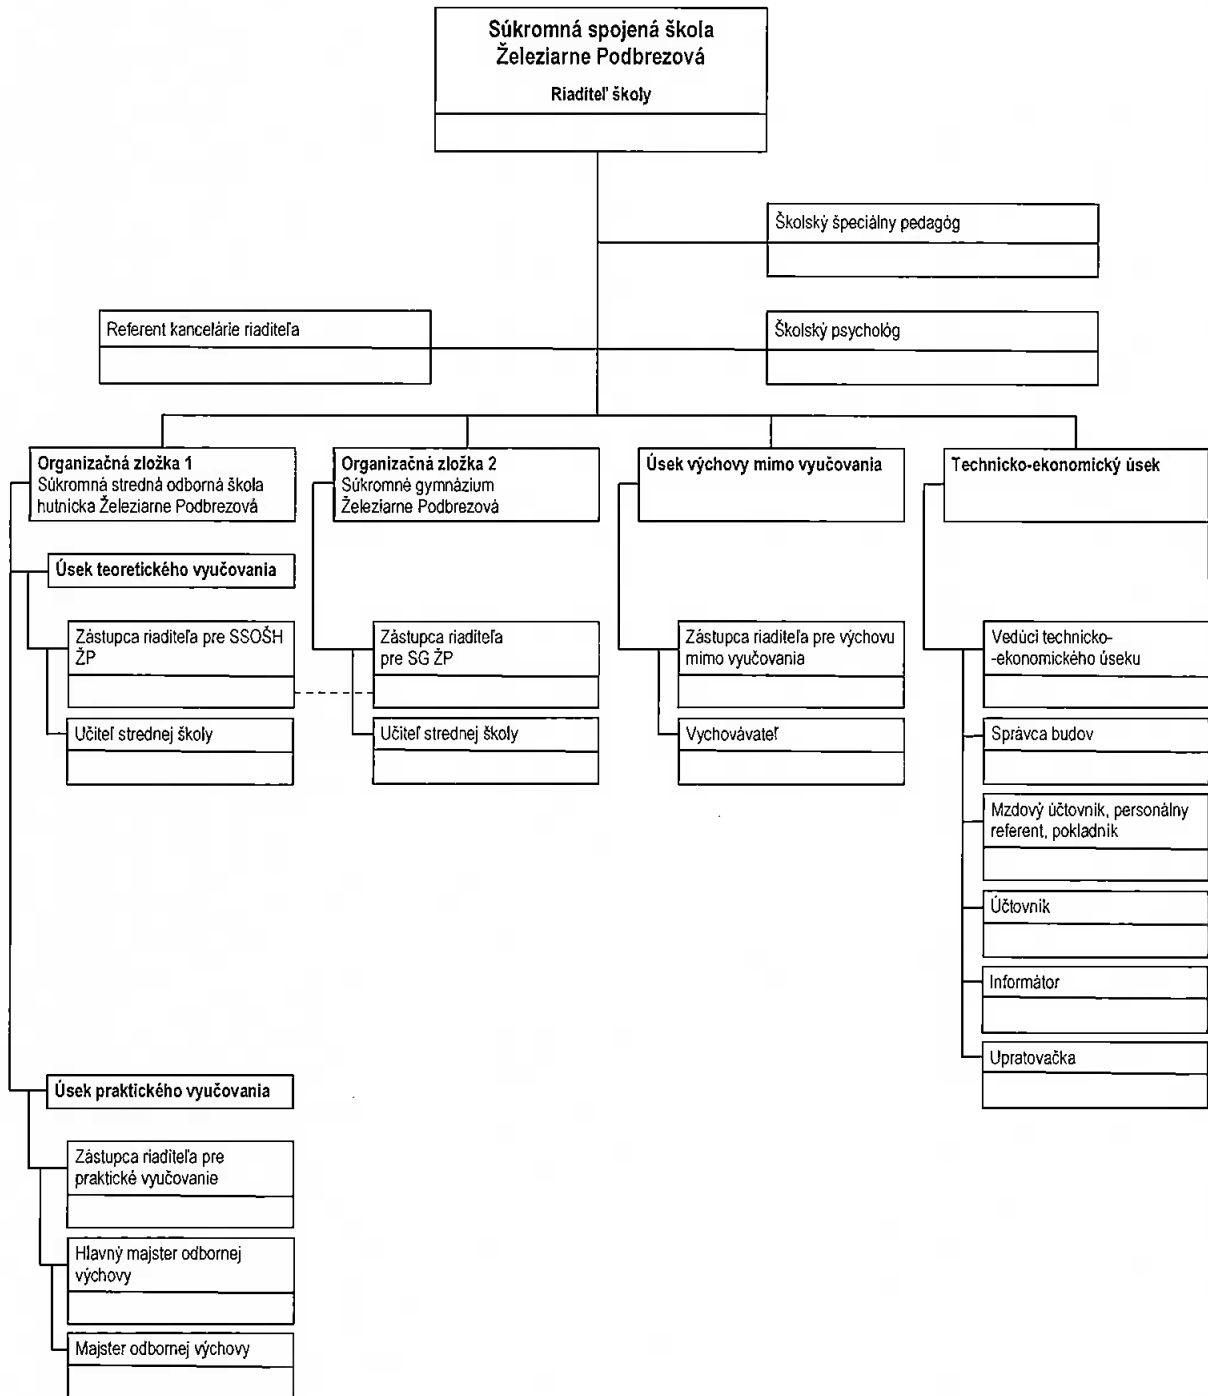 Súkromná spojená škola
Železiarne Podbrezová
Riaditeľ školy
Školský špeciálny pedagóg
Referent kancelárie riaditeľa
Školský psychológ
Organizačná zložka 1
Súkromná stredná odborná škola
hutnícka Železiarne Podbrezová
Organizačná zložka 2
Súkromné gymnázium
Železiarne Podbrezová
Úsek výchovy mimo vyučovania
Technicko-ekonomický úsek
Úsek teoretického vyučovania
Zástupca riaditeľa pre SSOŠH
ŽP
Učiteľ strednej školy
Zástupca riaditeľa
pre SG ŽP
Učiteľ strednej školy
Zástupca riaditeľa pre výchovu
mimo vyučovania
Vychovávateľ
Vedúci technicko-
-ekonomického úseku
Správca budov
Mzdový účtovník, personálny
referent, pokladník
Účtovník
Informátor
Upratovačka
Úsek praktického vyučovania
Zástupca riaditeľa pre
praktické vyučovanie
Hlavný majster odbornej
výchovy
Majster odbornej výchovy